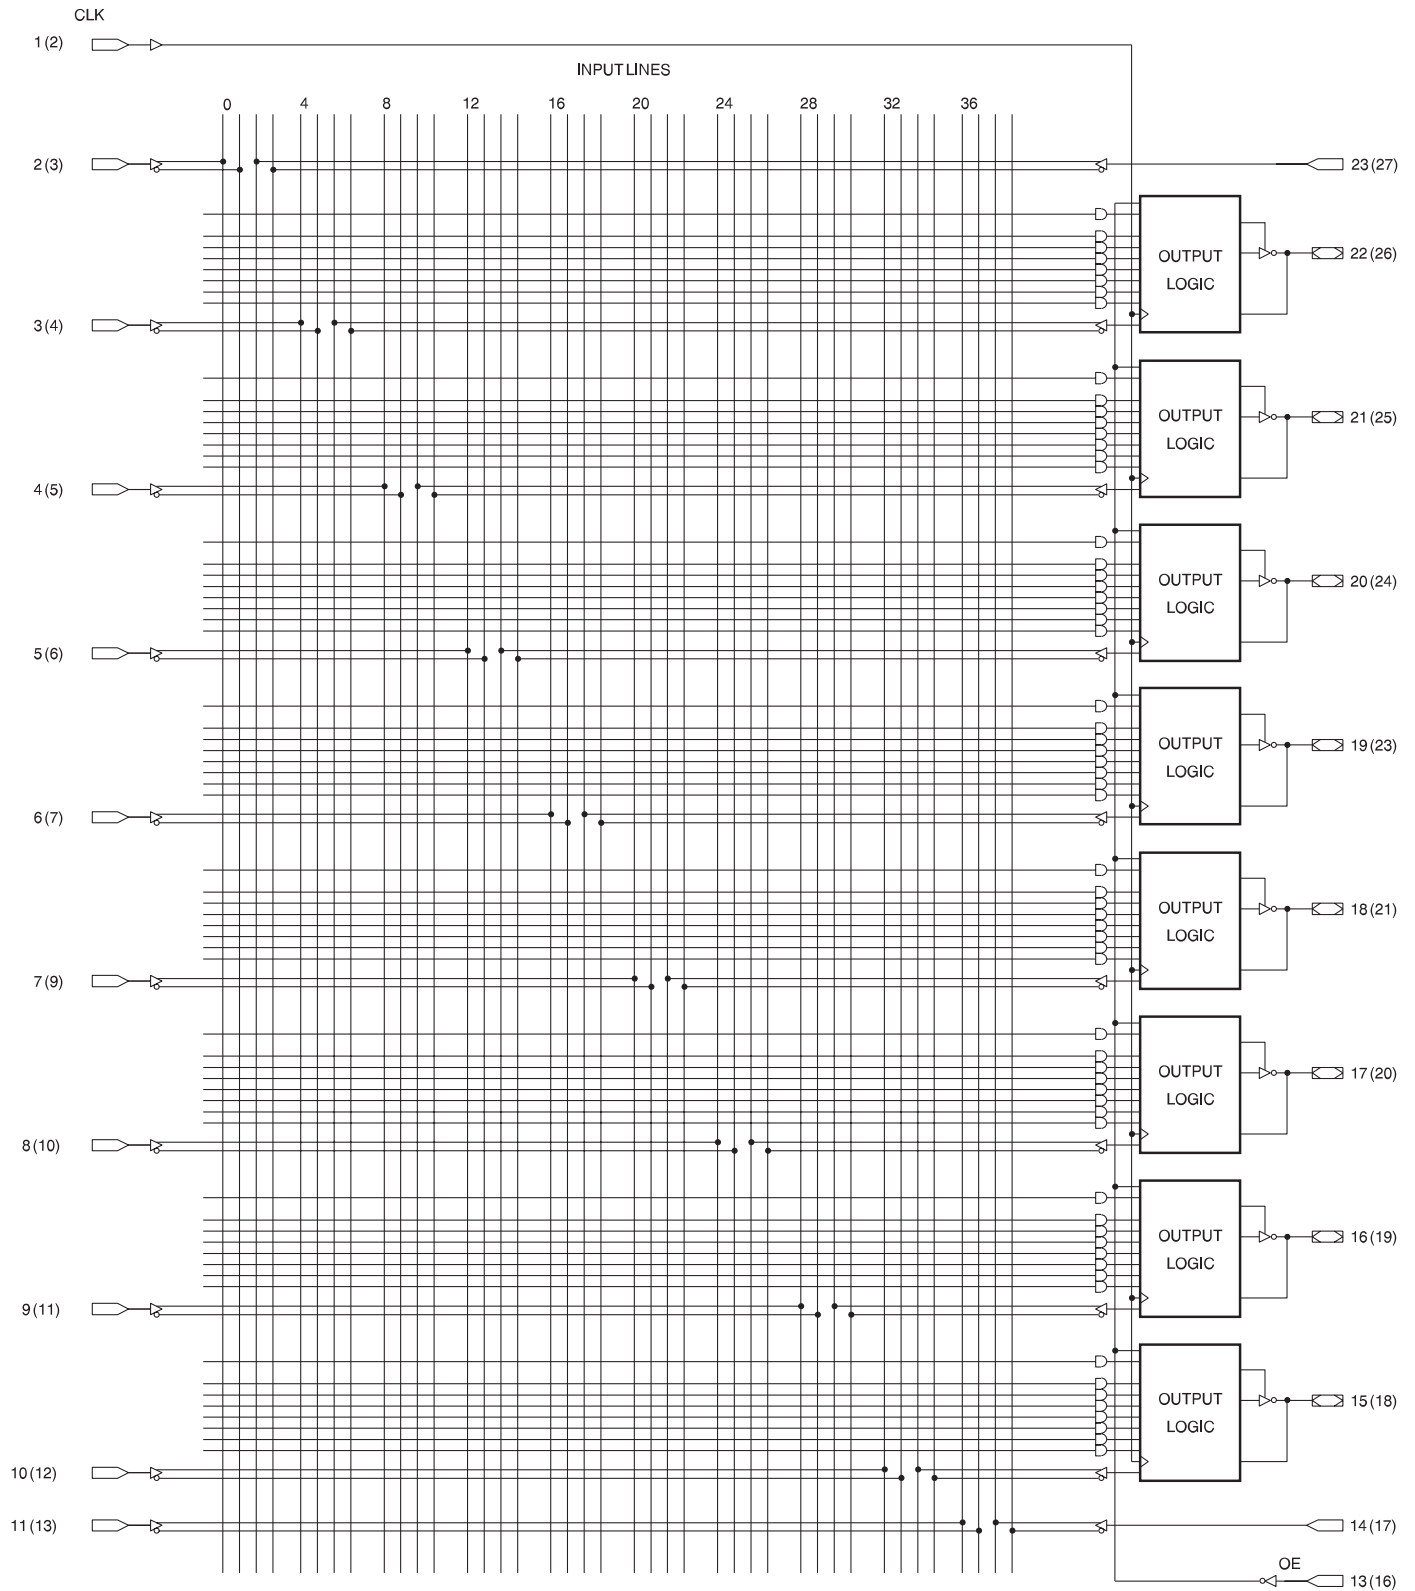 CLK
1(2)
INPUT LINES
0 4 8 12 16 20 24 28 32 36
2(3)
23(27)
OUTPUT
LOGIC
22(26)
3(4)
OUTPUT
LOGIC
21(25)
4(5)
OUTPUT
LOGIC
20(24)
5(6)
OUTPUT
LOGIC
19(23)
6(7)
OUTPUT
LOGIC
18(21)
7(9)
OUTPUT
LOGIC
17(20)
8(10)
OUTPUT
LOGIC
16(19)
9(11)
OUTPUT
LOGIC
15(18)
10(12)
11(13)
14(17)
OE
13(16)